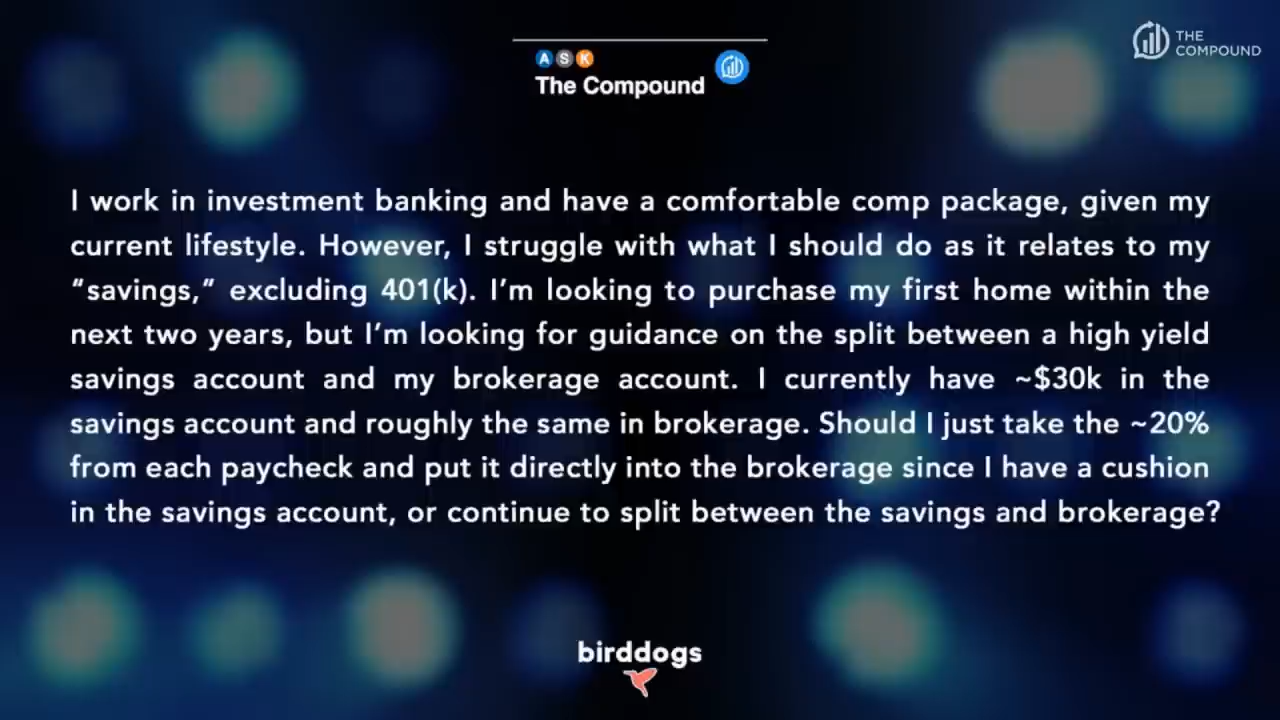 THE
COMPOUND
ASK
The Compound
I work in investment banking and have a comfortable comp package, given my
current lifestyle. However, I struggle with what I should do as it relates to my
“savings,” excluding 401(k). I’m looking to purchase my first home within the
next two years, but I’m looking for guidance on the split between a high yield
savings account and my brokerage account. I currently have ~$30k in the
savings account and roughly the same in brokerage. Should I just take the ~20%
from each paycheck and put it directly into the brokerage since I have a cushion
in the savings account, or continue to split between the savings and brokerage?
birddogs